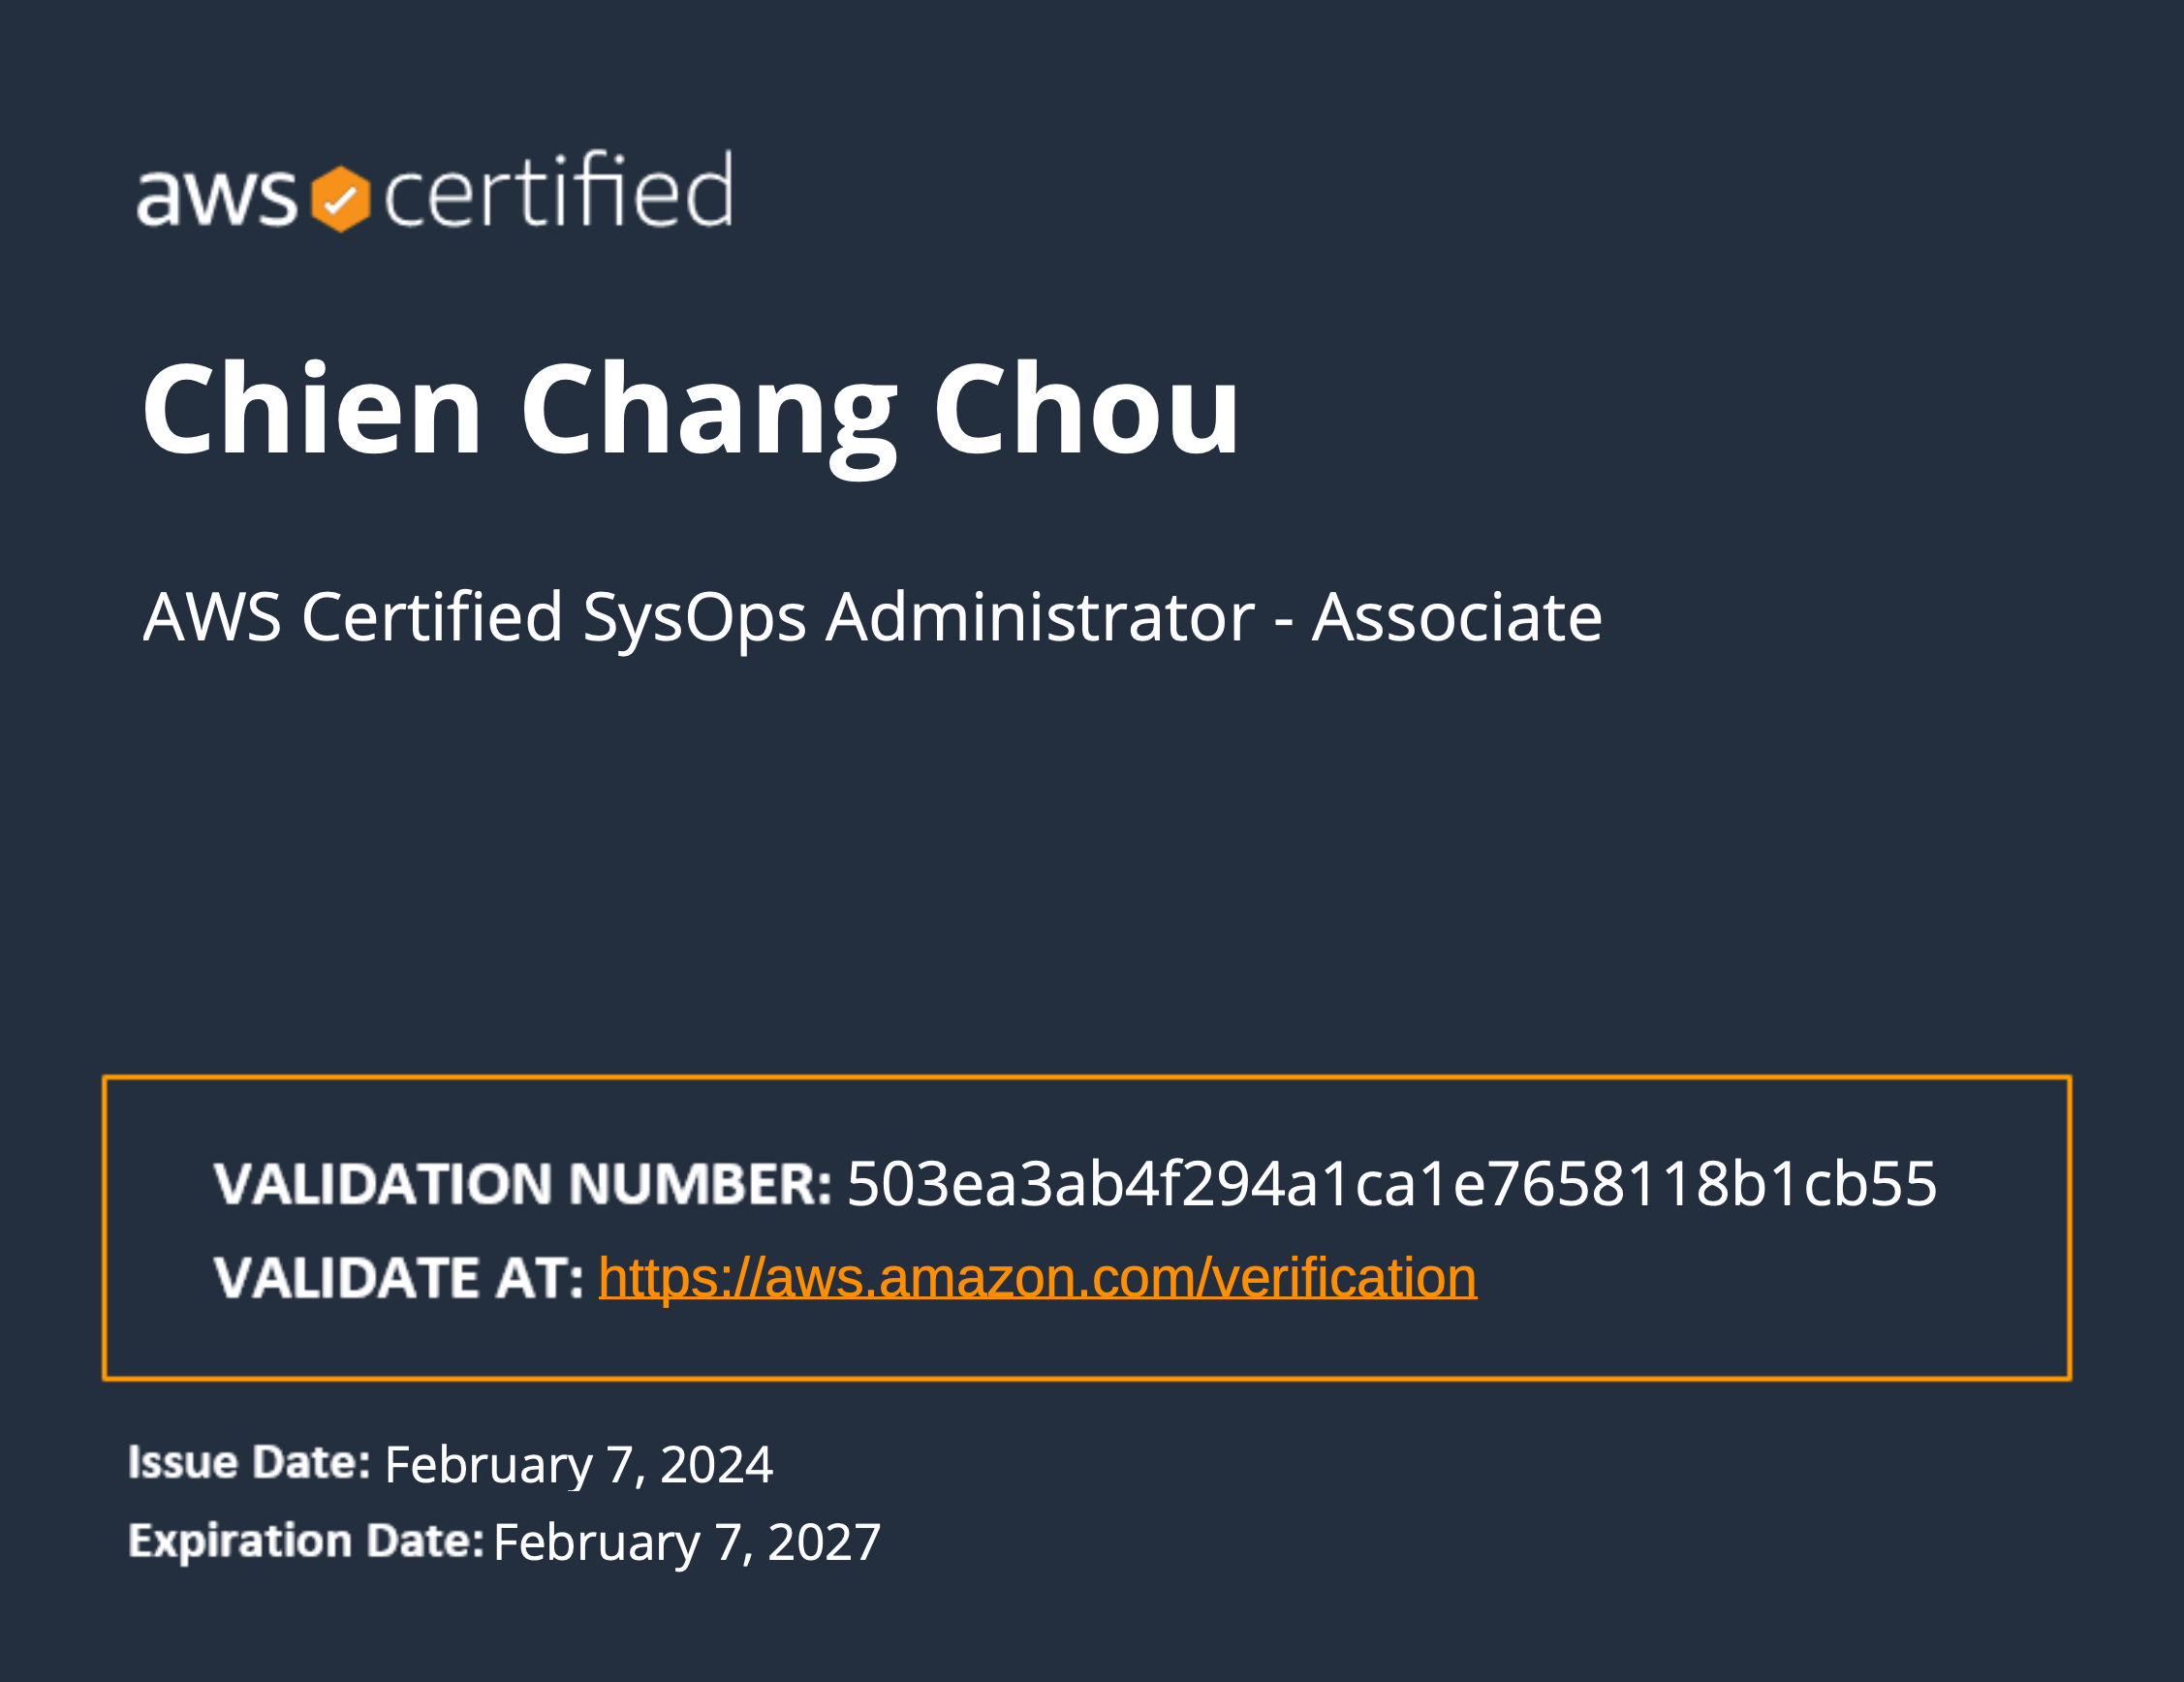 aws certified
Chien Chang Chou
AWS Certified SysOps Administrator - Associate
VALIDATION NUMBER: 503ea3ab4f294a1ca1e7658118b1cb55
VALIDATE AT: https://aws.amazon.com/verification
Issue Date: February 7, 2024
Expiration Date: February 7, 2027